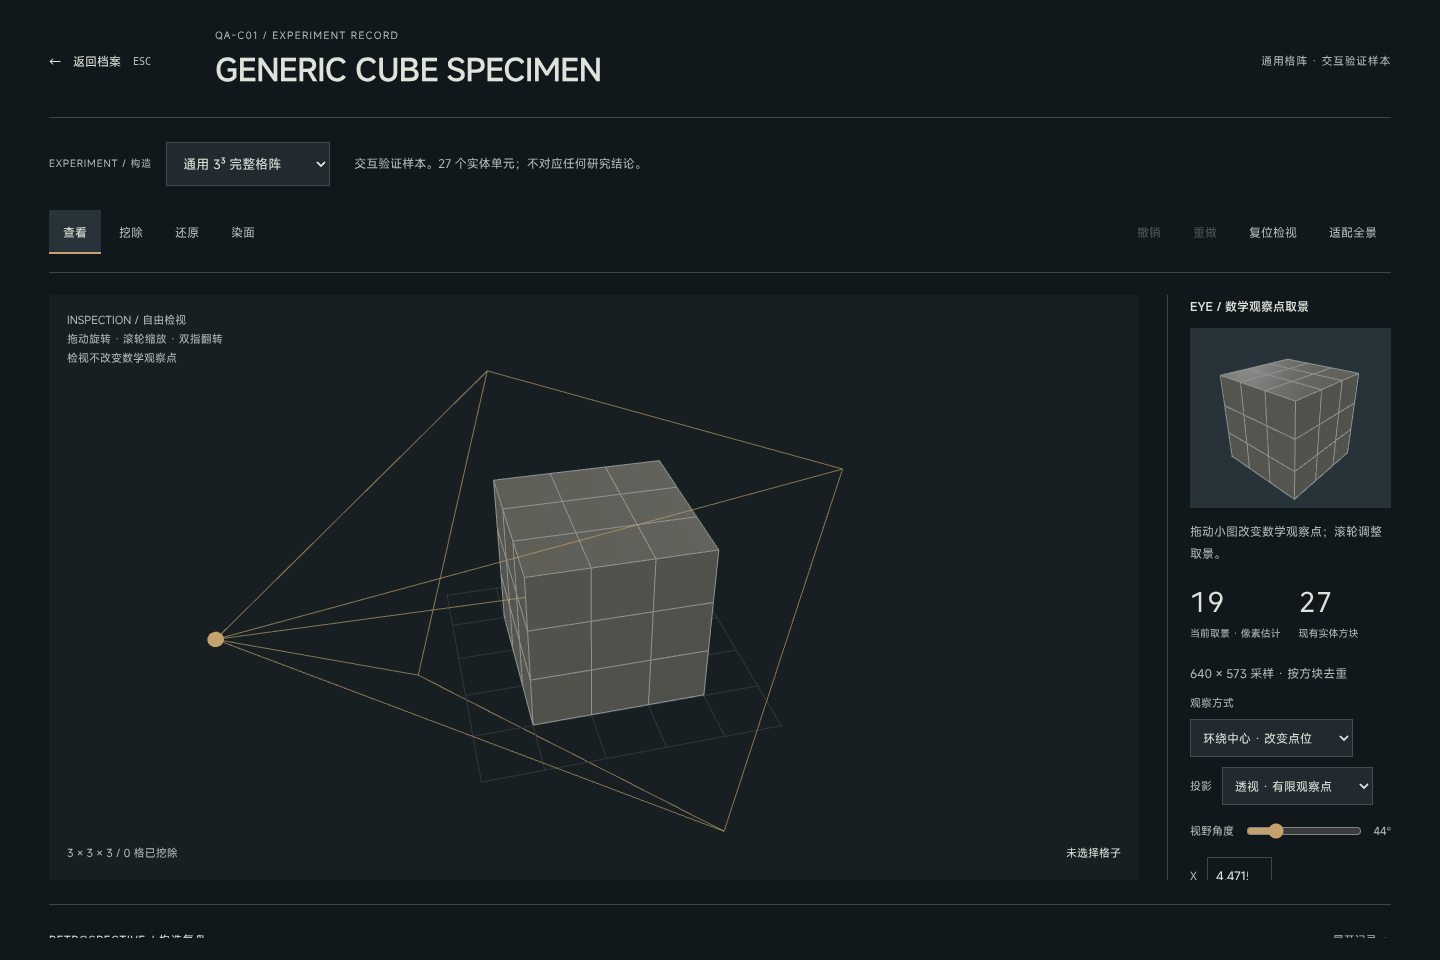 ← 返回档案 ESC
QA-C01 / EXPERIMENT RECORD
GENERIC CUBE SPECIMEN
通用格阵 · 交互验证样本
EXPERIMENT / 构造
通用 3³ 完整格阵
交互验证样本。27 个实体单元；不对应任何研究结论。
查看 挖除 还原 染面
撤销 重做 复位检视 适配全景
INSPECTION / 自由检视
拖动旋转 · 滚轮缩放 · 双指翻转
检视不改变数学观察点
3 × 3 × 3 / 0 格已挖除
未选择格子
EYE / 数学观察点取景
拖动小图改变数学观察点；滚轮调整
取景。
19 27
当前取景 · 像素估计 现有实体方块
640 × 573 采样 · 按方块去重
观察方式
环绕中心 · 改变点位
投影 透视 · 有限观察点
视野角度 44°
X 4.471
RETROSPECTIVE / 构造复盘